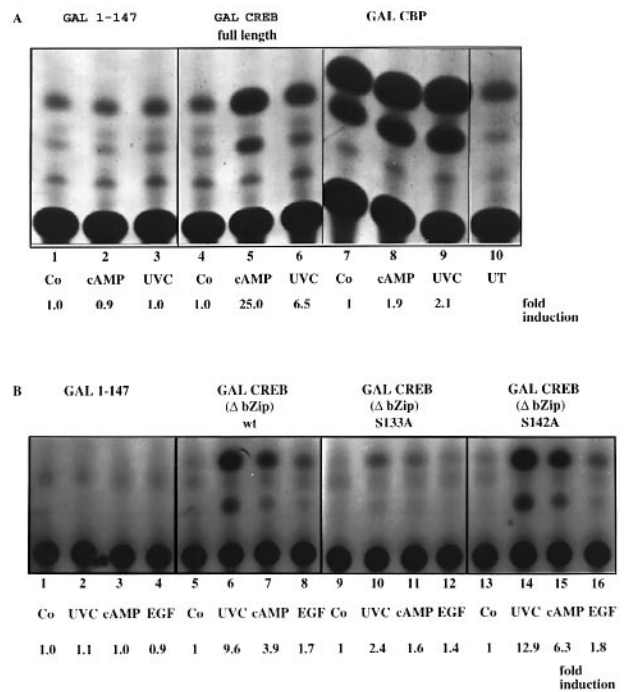 A GAL 1-147 GAL CREB GAL CBP
full length
1 2 3 4 5 6 7 8 9 10
Co cAMP UVC Co cAMP UVC Co cAMP UVC UT
1.0 0.9 1.0 1.0 25.0 6.5 1 1.9 2.1 fold
induction
B GAL 1-147 GAL CREB GAL CREB GAL CREB
(Δ bZip) (Δ bZip) (Δ bZip)
wt S133A S142A
1 2 3 4 5 6 7 8 9 10 11 12 13 14 15 16
Co UVC cAMP EGF Co UVC cAMP EGF Co UVC cAMP EGF Co UVC cAMP EGF
1.0 1.1 1.0 0.9 1 9.6 3.9 1.7 1 2.4 1.6 1.4 1 12.9 6.3 1.8
fold
induction